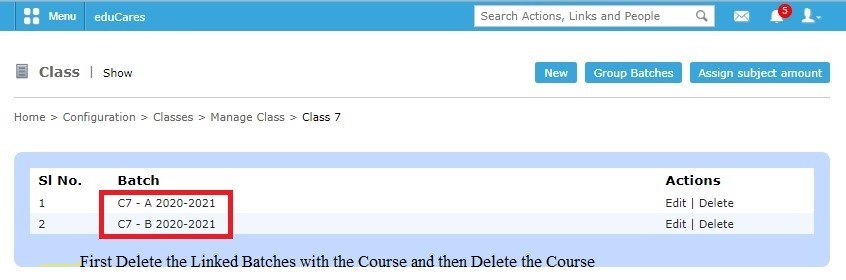 Menu eduCares Search Actions, Links and People 5
Class | Show New Group Batches Assign subject amount
Home > Configuration > Classes > Manage Class > Class 7
Sl No. Batch Actions
1 C7 - A 2020-2021 Edit | Delete
2 C7 - B 2020-2021 Edit | Delete
First Delete the Linked Batches with the Course and then Delete the Course